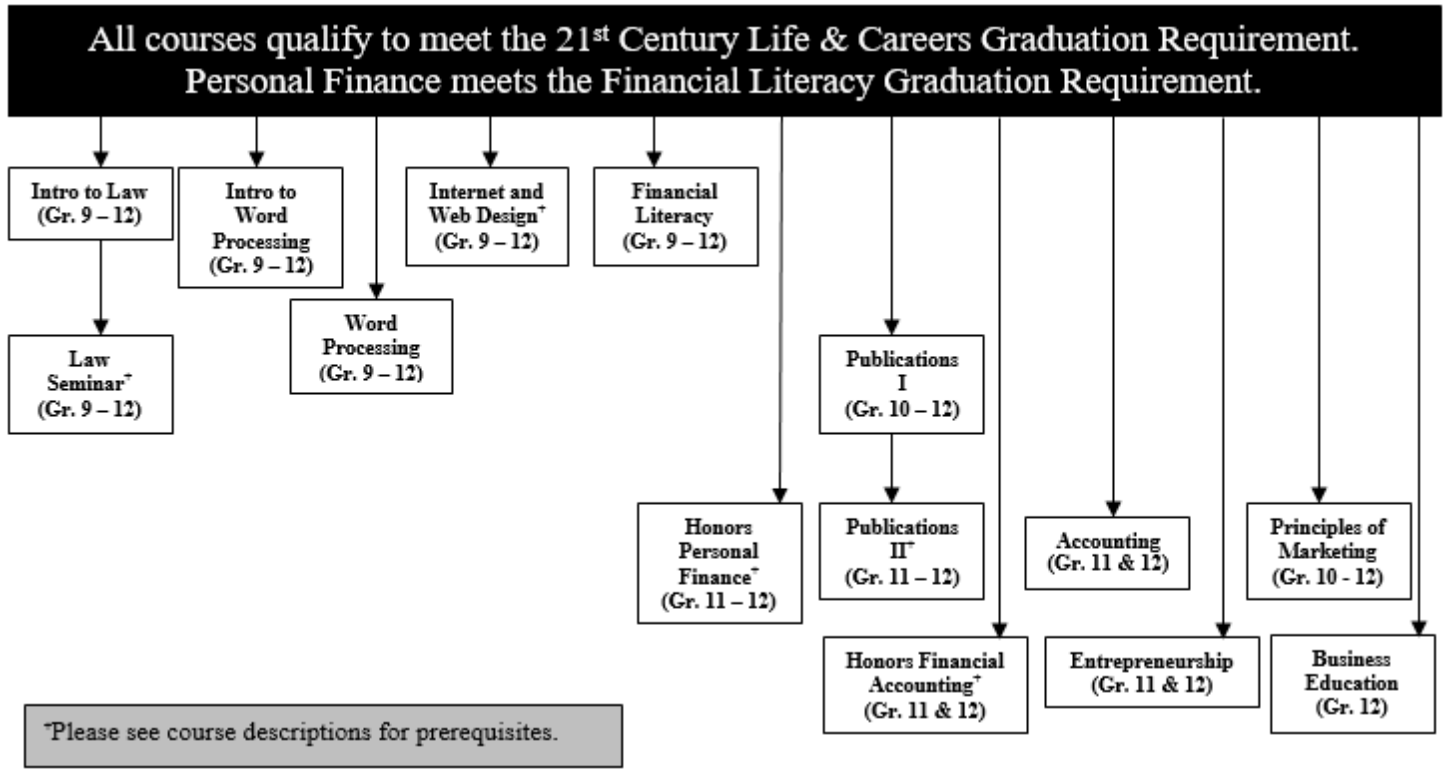 All courses qualify to meet the 21st Century Life & Careers Graduation Requirement.
Personal Finance meets the Financial Literacy Graduation Requirement.
Intro to Law
(Gr. 9 – 12)
Intro to
Word
Processing
(Gr. 9 – 12)
Internet and
Web Design+
(Gr. 9 – 12)
Financial
Literacy
(Gr. 9 – 12)
Word
Processing
(Gr. 9 – 12)
Law
Seminar+
(Gr. 9 – 12)
Publications
I
(Gr. 10 – 12)
Honors
Personal
Finance+
(Gr. 11 – 12)
Publications
II+
(Gr. 11 – 12)
Accounting
(Gr. 11 & 12)
Principles of
Marketing
(Gr. 10 - 12)
Honors Financial
Accounting+
(Gr. 11 & 12)
Entrepreneurship
(Gr. 11 & 12)
Business
Education
(Gr. 12)
+Please see course descriptions for prerequisites.